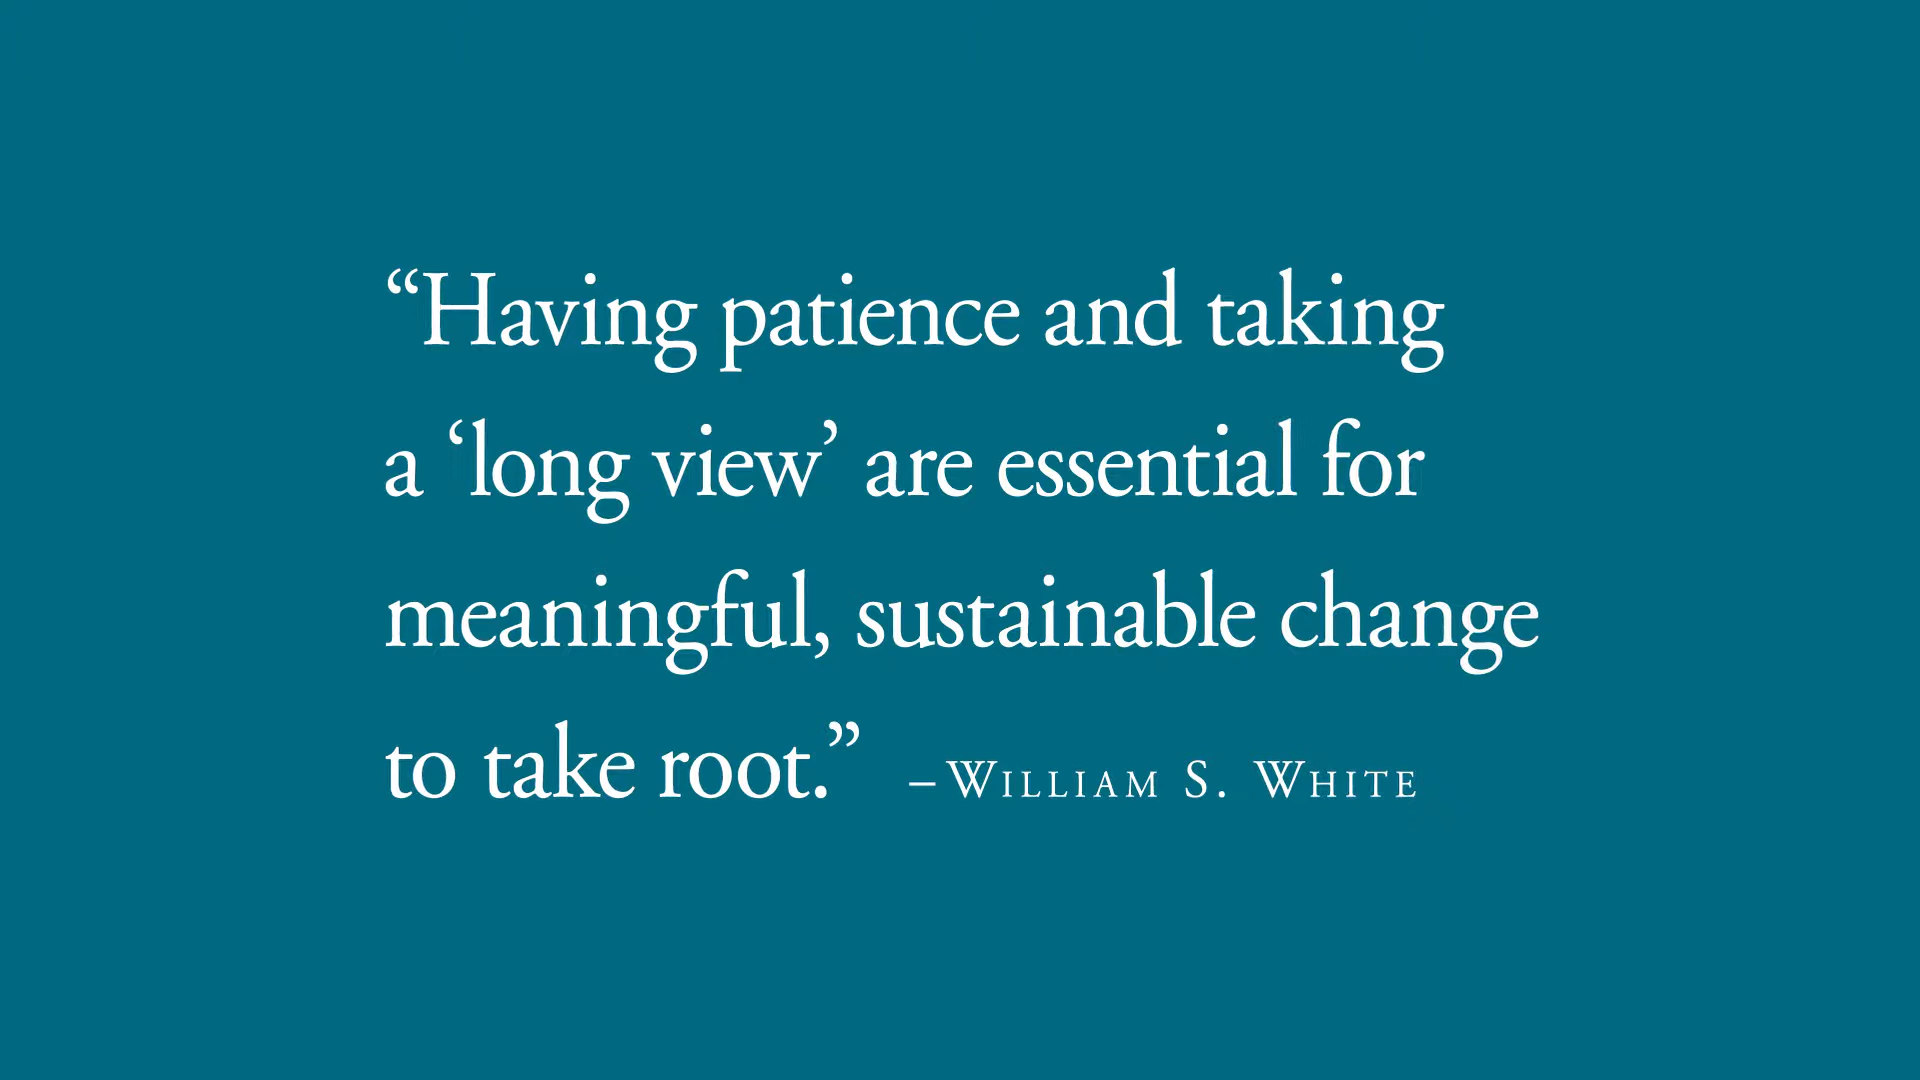 “Having patience and taking
a ‘long view’ are essential for
meaningful, sustainable change
to take root.” –William S. White